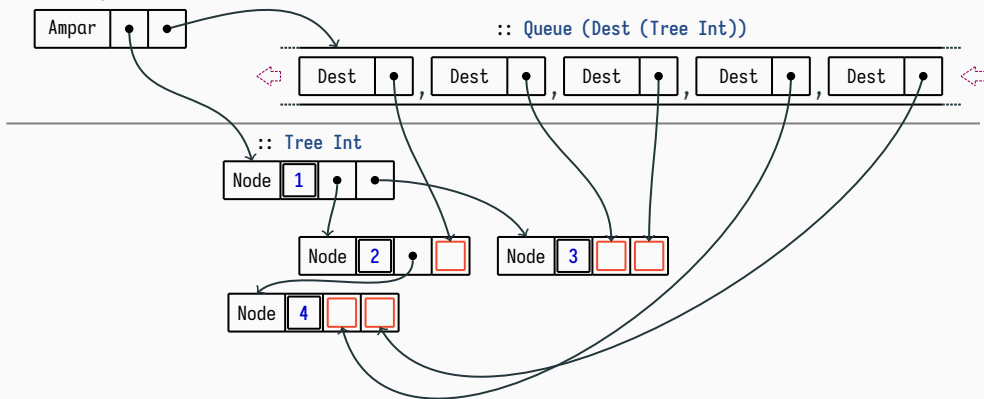 Ampar
:: Queue (Dest (Tree Int))
Dest , Dest , Dest , Dest , Dest
:: Tree Int
Node 1
Node 2 Node 3
Node 4